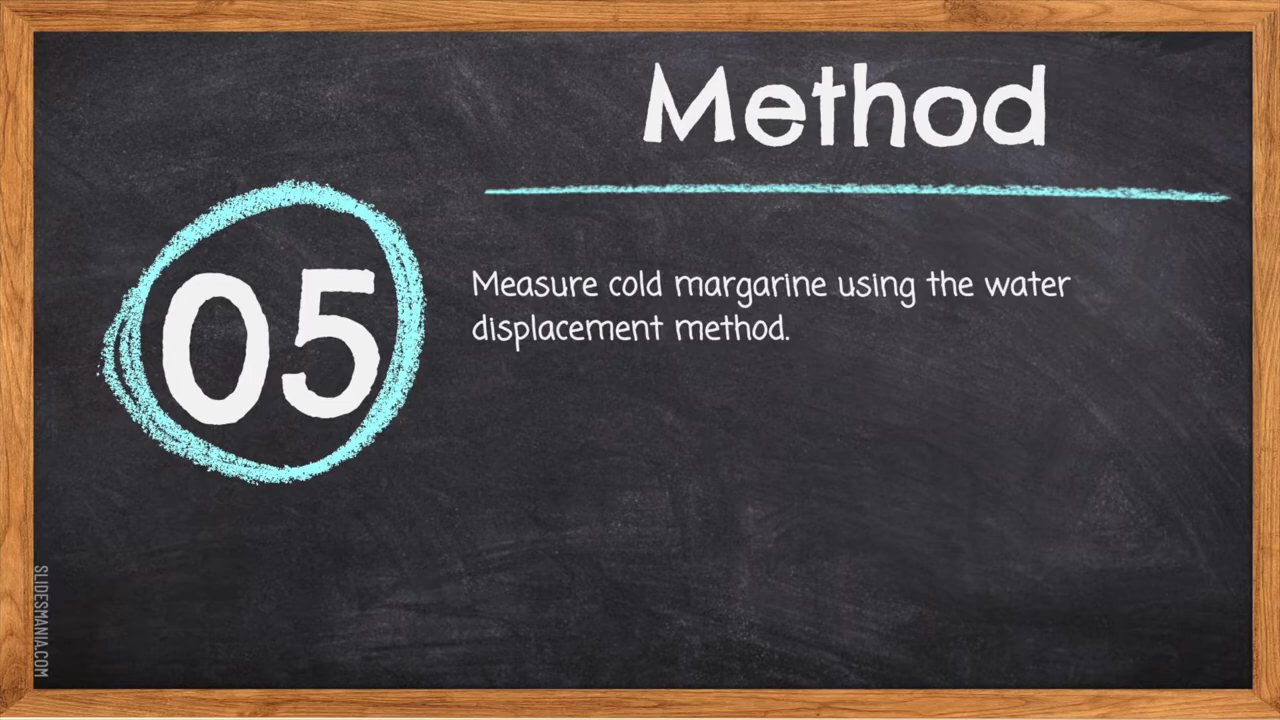 Method
05
Measure cold margarine using the water
displacement method.
SLIDESMANIA.COM